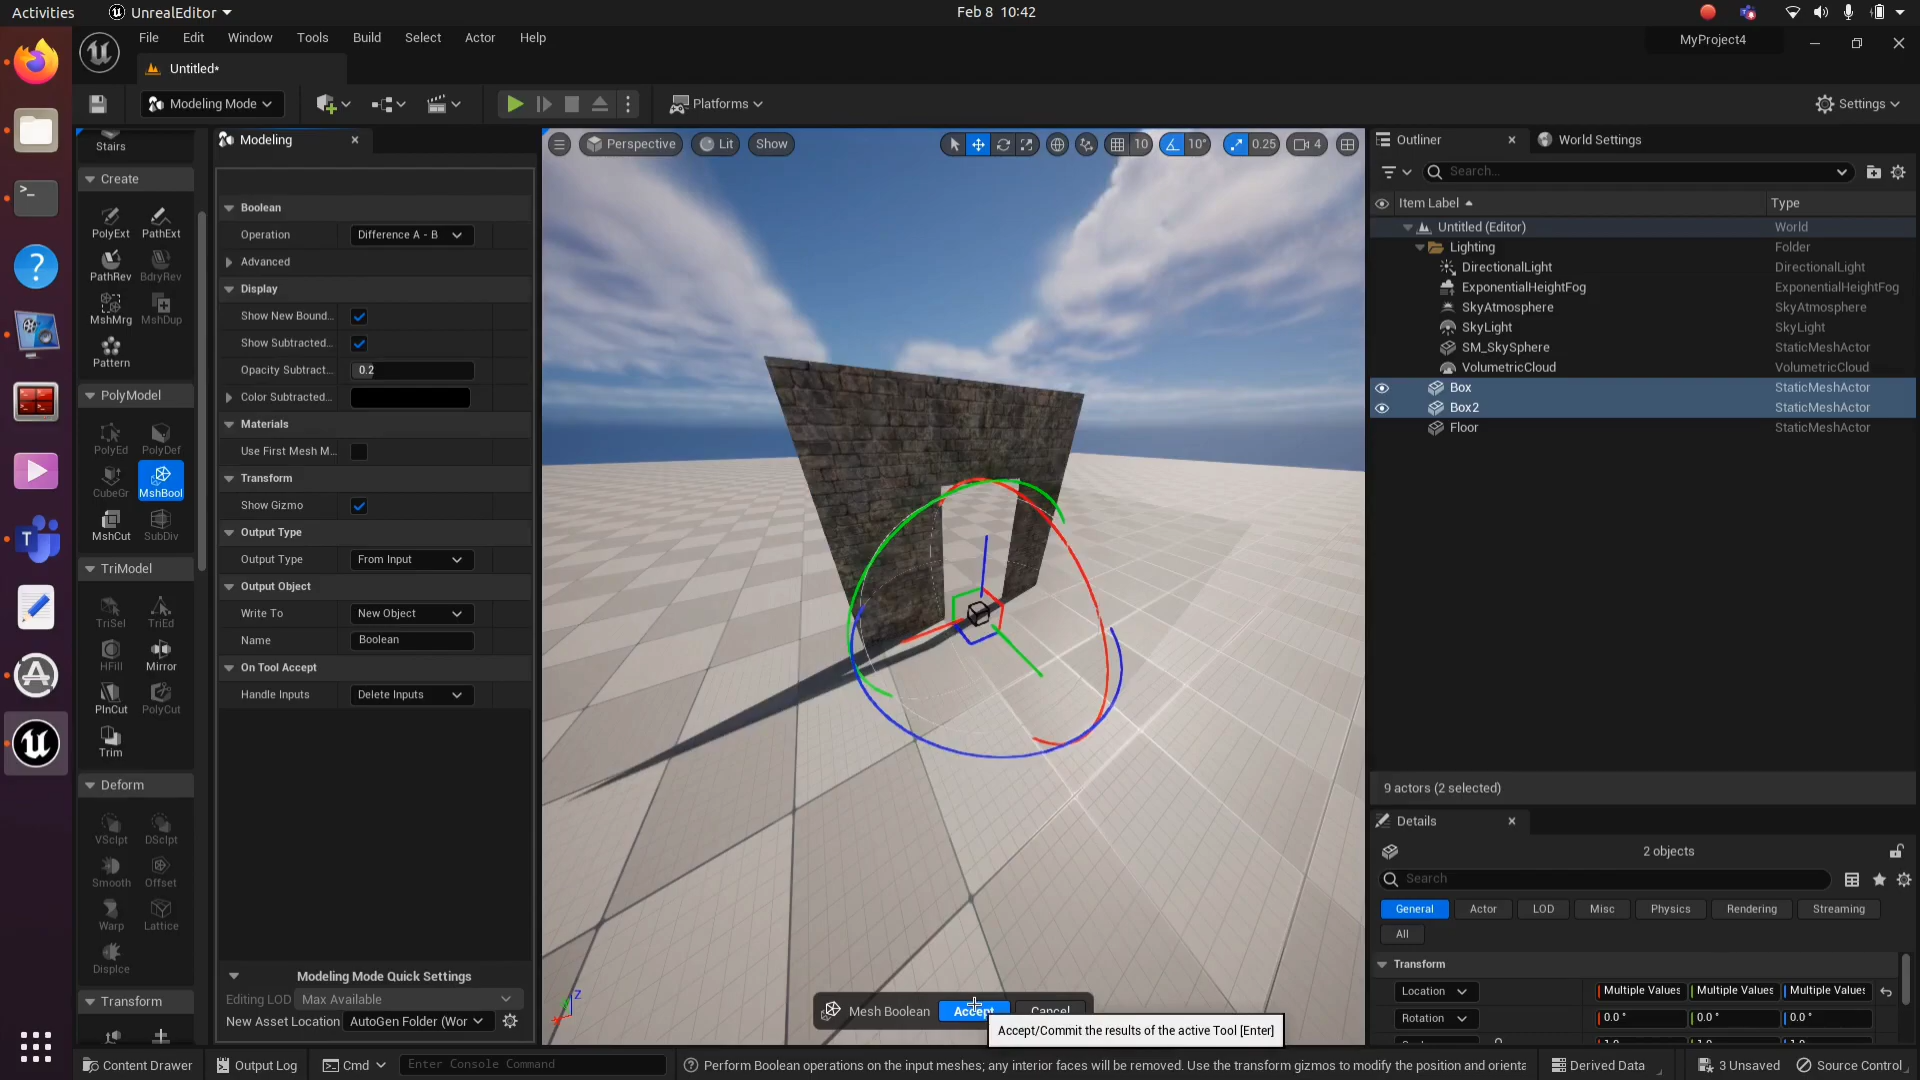 Activities
UnrealEditor
Feb 8 10:42
File Edit Window Tools Build Select Actor Help
MyProject4
Untitled*
Modeling Mode
Platforms
Settings
Stairs
Create
PolyExt PathExt
PathRev BdryRev
MshMrg MshDup
Pattern
PolyModel
PolyEd PolyDef
CubeGr MshBool
MshCut SubDiv
TriModel
TriSel TriEd
HFill Mirror
PlnCut PolyCut
Trim
Deform
VSclpt DSclpt
Smooth Offset
Warp Lattice
Displce
Transform
Modeling
Boolean
Operation Difference A - B
Advanced
Display
Show New Bound...
Show Subtracted...
Opacity Subtract... 0.2
Color Subtracted...
Materials
Use First Mesh M...
Transform
Show Gizmo
Output Type
Output Type From Input
Output Object
Write To New Object
Name Boolean
On Tool Accept
Handle Inputs Delete Inputs
Modeling Mode Quick Settings
Editing LOD Max Available
New Asset Location AutoGen Folder (Wor
Perspective Lit Show
10 10° 0.25 4
Z
Mesh Boolean Accept Cancel
Accept/Commit the results of the active Tool [Enter]
Outliner World Settings
Search...
Item Label Type
Untitled (Editor) World
Lighting Folder
DirectionalLight DirectionalLight
ExponentialHeightFog ExponentialHeightFog
SkyAtmosphere SkyAtmosphere
SkyLight SkyLight
SM_SkySphere StaticMeshActor
VolumetricCloud VolumetricCloud
Box StaticMeshActor
Box2 StaticMeshActor
Floor StaticMeshActor
9 actors (2 selected)
Details
2 objects
Search
General Actor LOD Misc Physics Rendering Streaming
All
Transform
Location Multiple Values Multiple Values Multiple Values
Rotation 0.0 ° 0.0 ° 0.0 °
Content Drawer Output Log Cmd Enter Console Command
Perform Boolean operations on the input meshes; any interior faces will be removed. Use the transform gizmos to modify the position and orienta
Derived Data 3 Unsaved Source Control